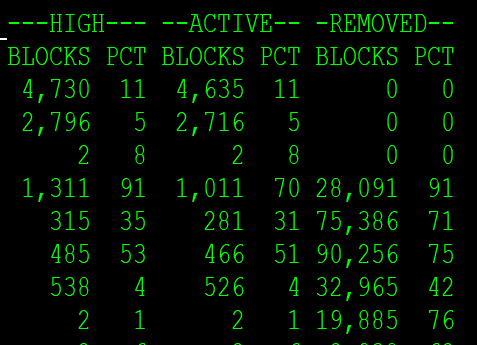 ---HIGH--- --ACTIVE-- -REMOVED--
BLOCKS PCT BLOCKS PCT BLOCKS PCT
4,730 11 4,635 11 0 0
2,796 5 2,716 5 0 0
2 8 2 8 0 0
1,311 91 1,011 70 28,091 91
315 35 281 31 75,386 71
485 53 466 51 90,256 75
538 4 526 4 32,965 42
2 1 2 1 19,885 76